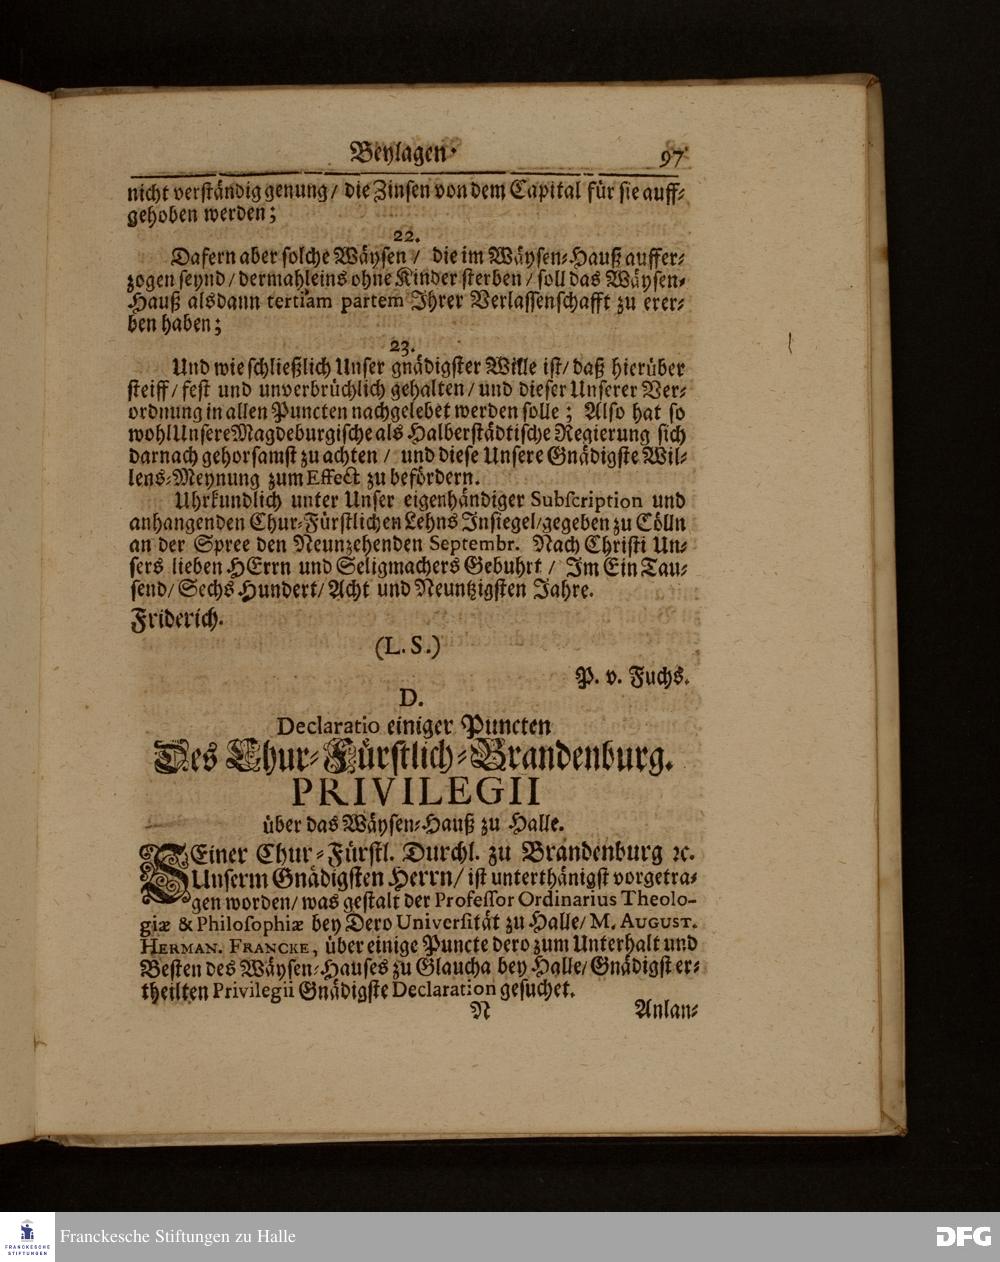 Beylagen. 97
nicht verständig genung/ die Zinsen von dem Capital für sie auff-
gehoben werden;
22.
Dafern aber solche Wäysen/ die im Wäysen-Hauß auffer-
zogen seynd/ dermahleins ohne Kinder sterben/ soll das Wäysen-
Hauß alsdann tertiam partem Ihrer Verlassenschafft zu erer-
ben haben;
23.
Und wie schließlich Unser gnädigster Wille ist/ daß hierüber
steiff/ fest und unverbrüchlich gehalten/ und dieser Unserer Ver-
ordnung in allen Puncten nachgelebet werden solle; Also hat so
wohl Unsere Magdeburgische als Halberstädtische Regierung sich
darnach gehorsamst zu achten/ und diese Unsere Gnädigste Wil-
lens-Meynung zum Effect zu befördern.
Uhrkundlich unter Unser eigenhändiger Subscription und
anhangenden Chur-Fürstlichen Lehns Insiegel/ gegeben zu Cölln
an der Spree den Neunzehenden Septembr. Nach Christi Un-
sers lieben HErrn und Seligmachers Gebuhrt/ Im Ein Tau-
send/ Sechs Hundert/ Acht und Neuntzigsten Jahre.
Friderich.
(L. S.)
P. v. Fuchs.
D.
Declaratio einiger Puncten
Des Chur-Fürstlich-Brandenburg.
PRIVILEGII
über das Wäysen-Hauß zu Halle.
SEiner Chur-Fürstl. Durchl. zu Brandenburg ꝛc.
Unserm Gnädigsten Herrn/ ist unterthänigst vorgetra-
gen worden/ was gestalt der Professor Ordinarius Theolo-
giæ & Philosophiæ bey Dero Universität zu Halle/ M. AUGUST.
HERMAN. FRANCKE, über einige Puncte dero zum Unterhalt und
Besten des Wäysen-Hauses zu Glaucha bey Halle/ Gnädigst er-
theilten Privilegii Gnädigste Declaration gesuchet.
N Anlan-
FRANCKESCHE STIFTUNGEN
Franckesche Stiftungen zu Halle
DFG